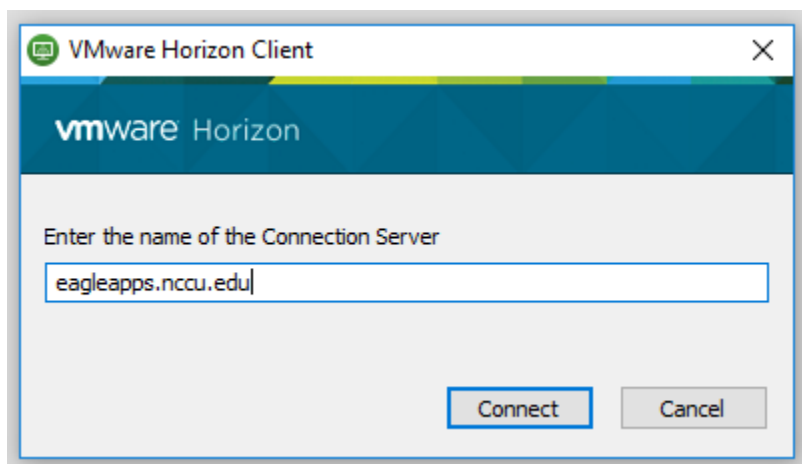 VMware Horizon Client
vmware Horizon
Enter the name of the Connection Server
eagleapps.nccu.edu
Connect Cancel